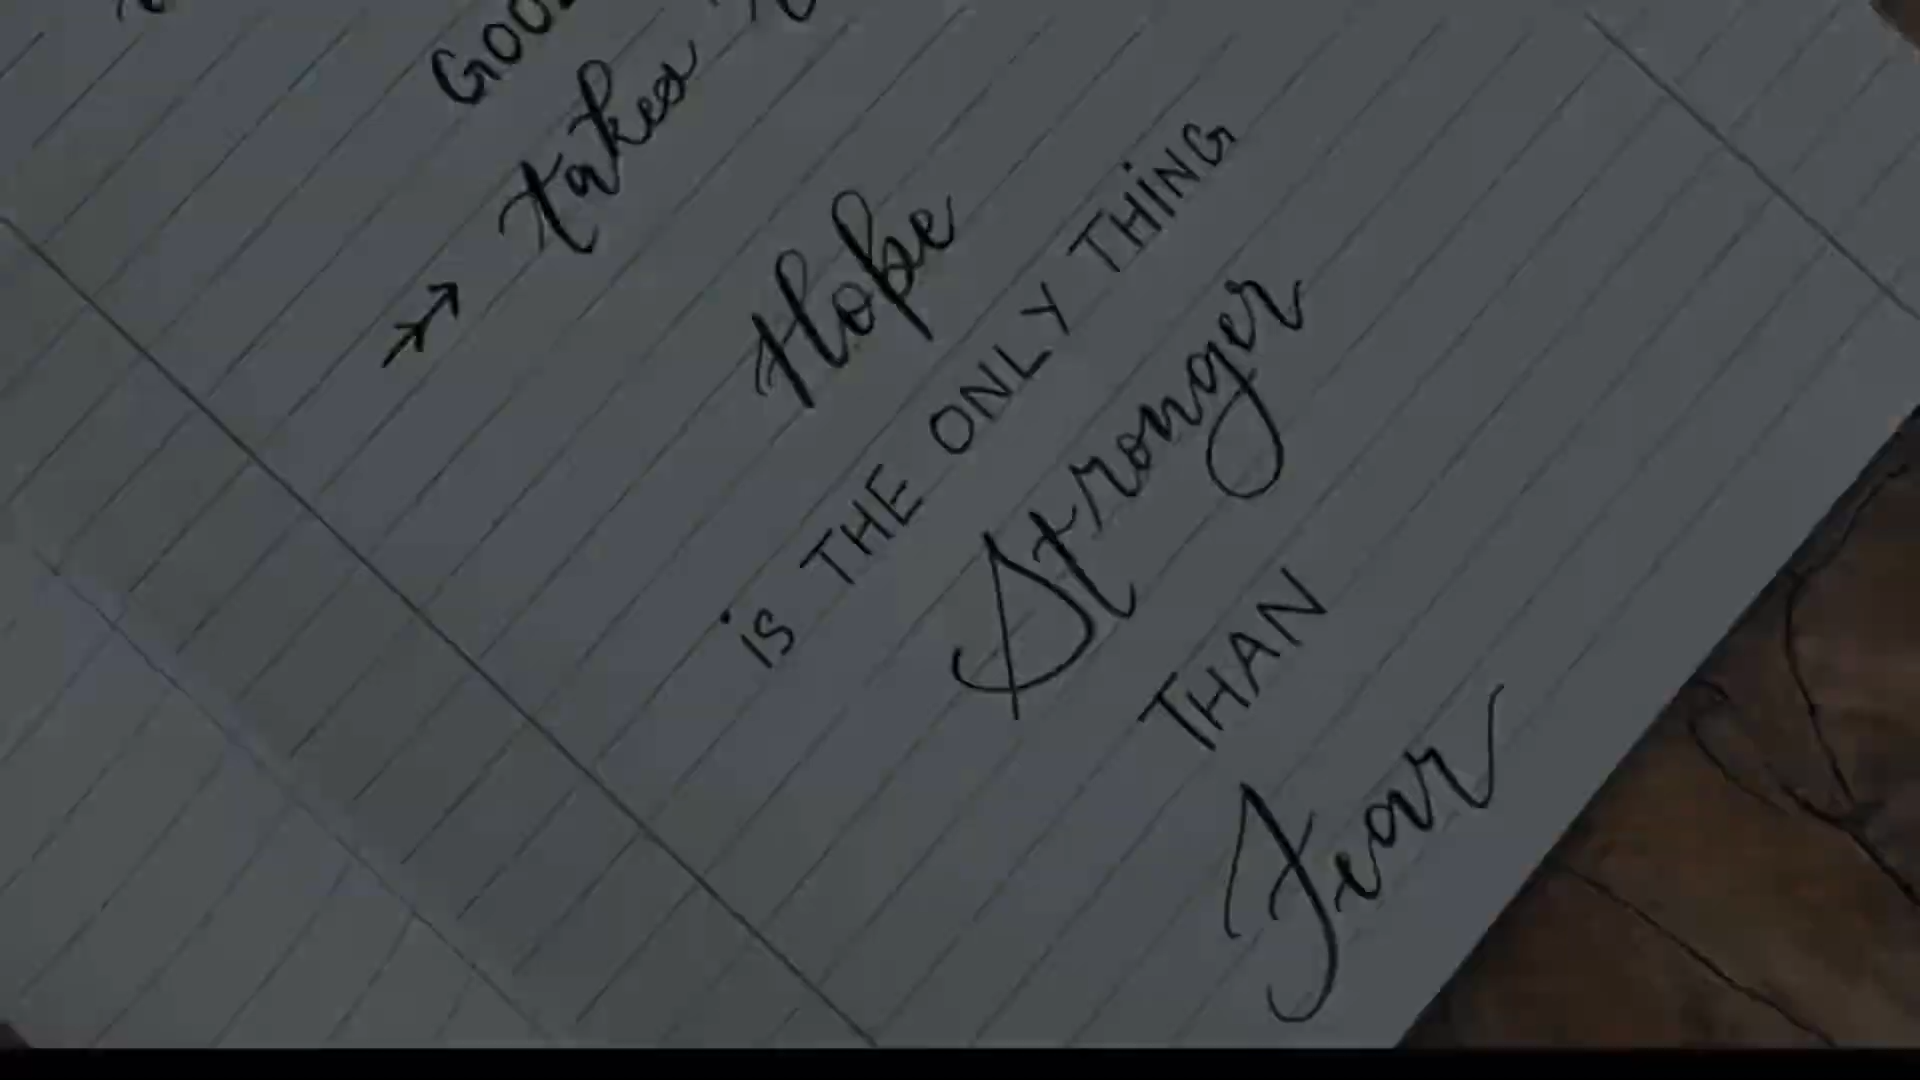 takes
→ Hope
is THE ONLY THING
Stronger
THAN
Fear